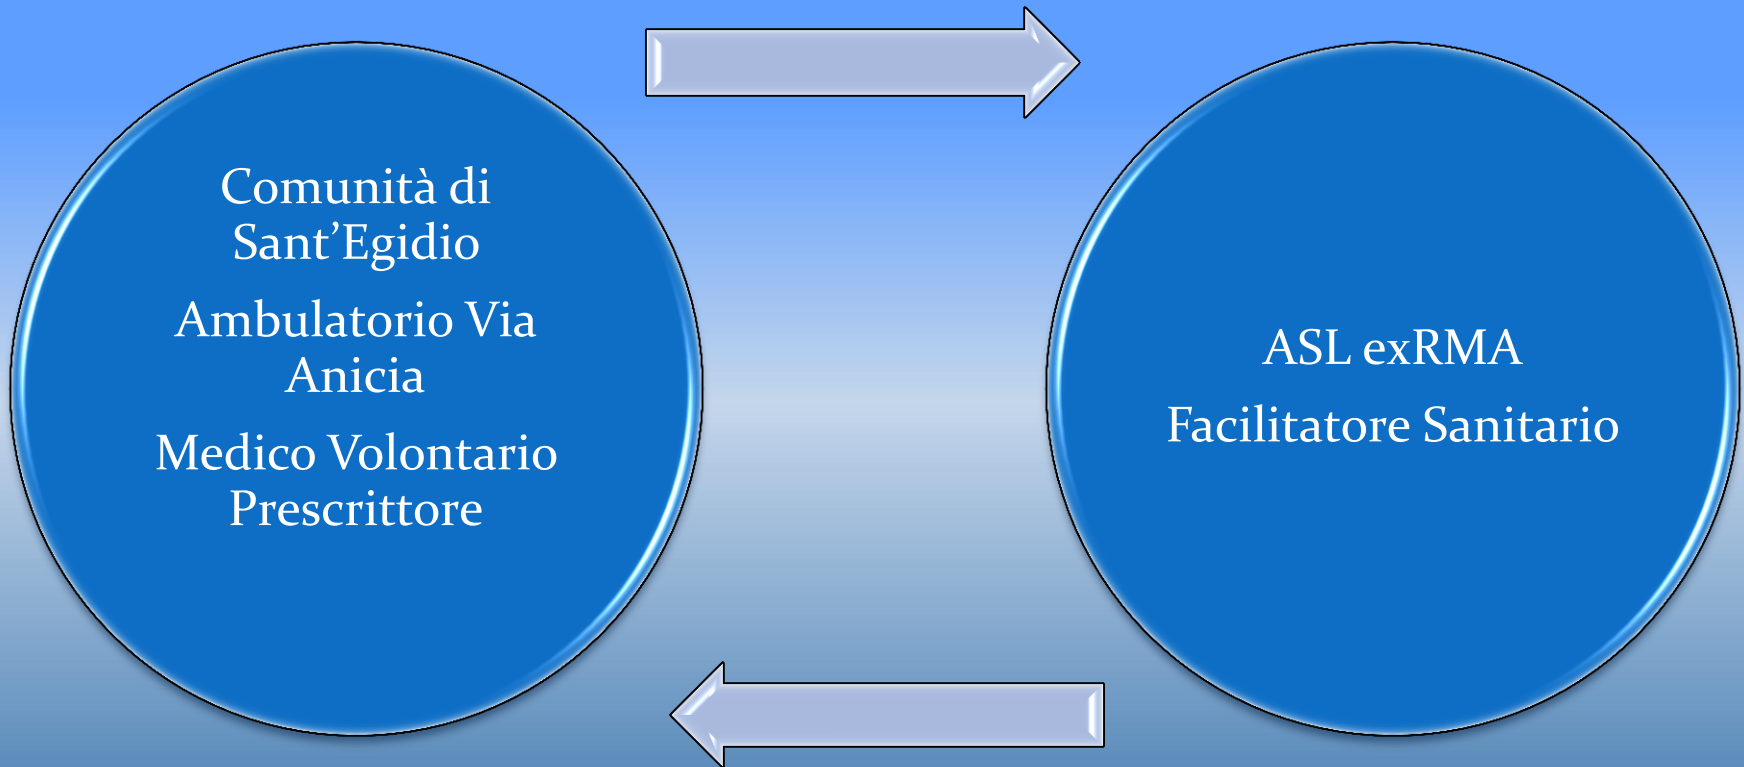 Comunità di
Sant’Egidio
Ambulatorio Via
Anicia
Medico Volontario
Prescrittore
ASL exRMA
Facilitatore Sanitario